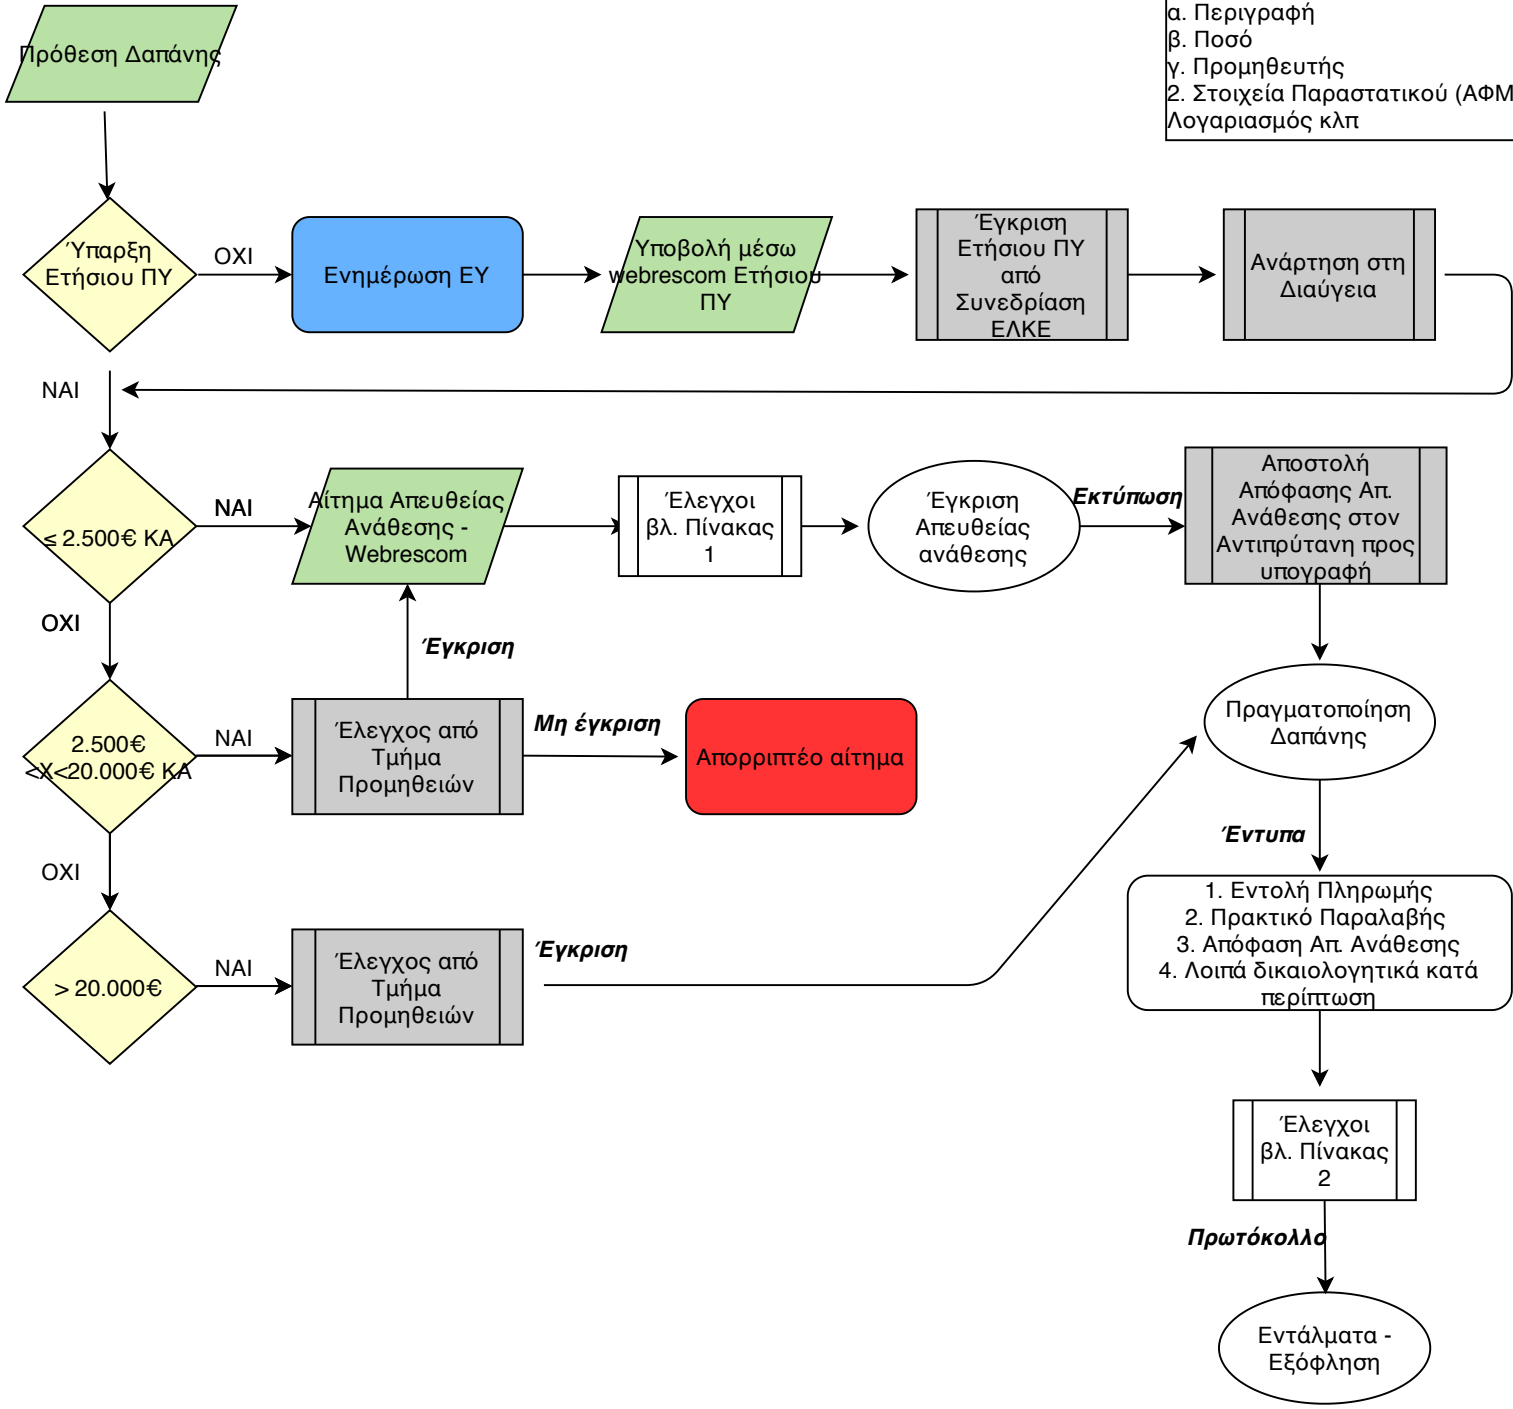 α. Περιγραφή
β. Ποσό
γ. Προμηθευτής
2. Στοιχεία Παραστατικού (ΑΦΜ
Λογαριασμός κλπ
Πρόθεση Δαπάνης
Ύπαρξη
Ετήσιου ΠΥ
ΟΧΙ
Ενημέρωση ΕΥ
Υποβολή μέσω
webrescom Ετήσιου
ΠΥ
Έγκριση
Ετήσιου ΠΥ
από
Συνεδρίαση
ΕΛΚΕ
Ανάρτηση στη
Διαύγεια
ΝΑΙ
≤ 2.500€ ΚΑ
ΝΑΙ
Αίτημα Απευθείας
Ανάθεσης -
Webrescom
Έλεγχοι
βλ. Πίνακας
1
Έγκριση
Απευθείας
ανάθεσης
Εκτύπωση
Αποστολή
Απόφασης Απ.
Ανάθεσης στον
Αντιπρύτανη προς
υπογραφή
ΟΧΙ
Έγκριση
2.500€
<Χ<20.000€ ΚΑ
ΝΑΙ
Έλεγχος από
Τμήμα
Προμηθειών
Μη έγκριση
Απορριπτέο αίτημα
Πραγματοποίηση
Δαπάνης
Έντυπα
ΟΧΙ
1. Εντολή Πληρωμής
2. Πρακτικό Παραλαβής
3. Απόφαση Απ. Ανάθεσης
4. Λοιπά δικαιολογητικά κατά
περίπτωση
> 20.000€
ΝΑΙ
Έλεγχος από
Τμήμα
Προμηθειών
Έγκριση
Έλεγχοι
βλ. Πίνακας
2
Πρωτόκολλο
Εντάλματα -
Εξόφληση